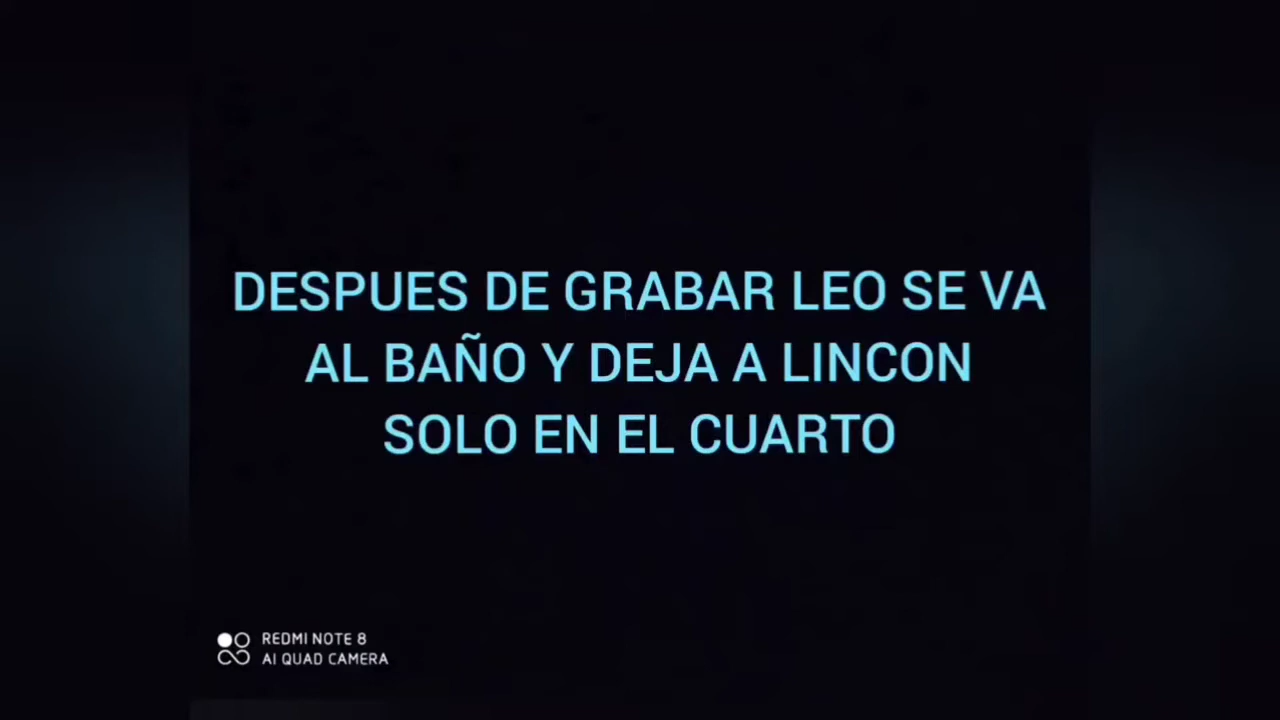 DESPUES DE GRABAR LEO SE VA
AL BAÑO Y DEJA A LINCON
SOLO EN EL CUARTO
REDMI NOTE 8
AI QUAD CAMERA